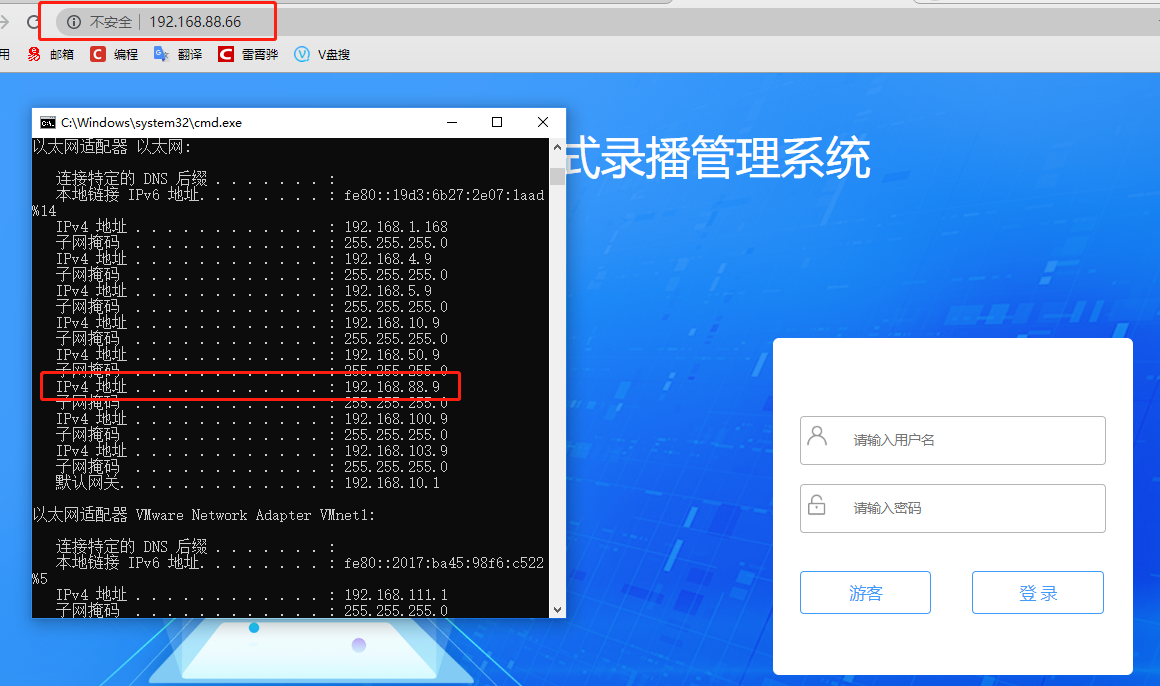 不安全 192.168.88.66
用 邮箱 编程 翻译 雷霄骅 V盘搜
式录播管理系统
C:\Windows\system32\cmd.exe
以太网适配器 以太网:
连接特定的 DNS 后缀 . . . . . . . :
本地链接 IPv6 地址. . . . . . . . : fe80::19d3:6b27:2e07:1aad
%14
IPv4 地址 . . . . . . . . . . . . : 192.168.1.168
子网掩码 . . . . . . . . . . . . : 255.255.255.0
IPv4 地址 . . . . . . . . . . . . : 192.168.4.9
子网掩码 . . . . . . . . . . . . : 255.255.255.0
IPv4 地址 . . . . . . . . . . . . : 192.168.5.9
子网掩码 . . . . . . . . . . . . : 255.255.255.0
IPv4 地址 . . . . . . . . . . . . : 192.168.10.9
子网掩码 . . . . . . . . . . . . : 255.255.255.0
IPv4 地址 . . . . . . . . . . . . : 192.168.50.9
子网掩码 . . . . . . . . . . . . : 255.255.255.0
IPv4 地址 . . . . . . . . . . . . : 192.168.88.9
子网掩码 . . . . . . . . . . . . : 255.255.255.0
IPv4 地址 . . . . . . . . . . . . : 192.168.100.9
子网掩码 . . . . . . . . . . . . : 255.255.255.0
IPv4 地址 . . . . . . . . . . . . : 192.168.103.9
子网掩码 . . . . . . . . . . . . : 255.255.255.0
默认网关. . . . . . . . . . . . . : 192.168.10.1
以太网适配器 VMware Network Adapter VMnet1:
连接特定的 DNS 后缀 . . . . . . . :
本地链接 IPv6 地址. . . . . . . . : fe80::2017:ba45:98f6:c522
%5
IPv4 地址 . . . . . . . . . . . . : 192.168.111.1
子网掩码 . . . . . . . . . . . . : 255.255.255.0
请输入用户名
请输入密码
游客 登录